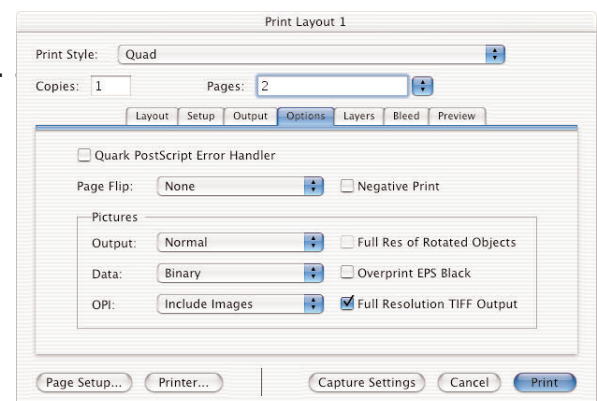 Print Layout 1
Print Style: Quad
Copies: 1 Pages: 2
Layout Setup Output Options Layers Bleed Preview
Quark PostScript Error Handler
Page Flip: None Negative Print
Pictures
Output: Normal Full Res of Rotated Objects
Data: Binary Overprint EPS Black
OPI: Include Images Full Resolution TIFF Output
Page Setup... Printer... Capture Settings Cancel Print